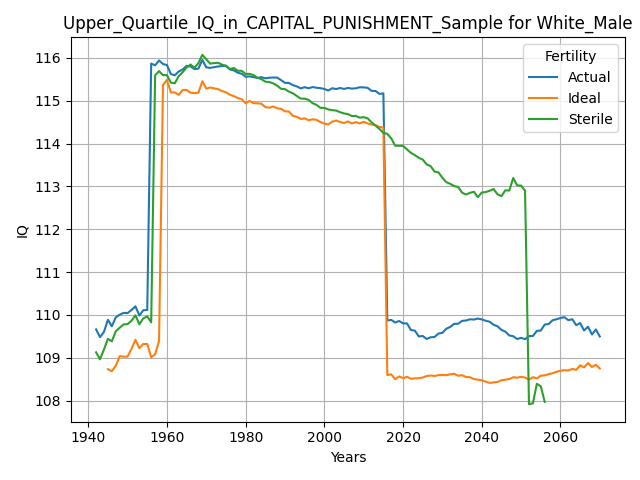 Upper_Quartile_IQ_in_CAPITAL_PUNISHMENT_Sample for White_Male
Fertility
Actual
Ideal
Sterile
IQ
116
115
114
113
112
111
110
109
108
1940 1960 1980 2000 2020 2040 2060
Years